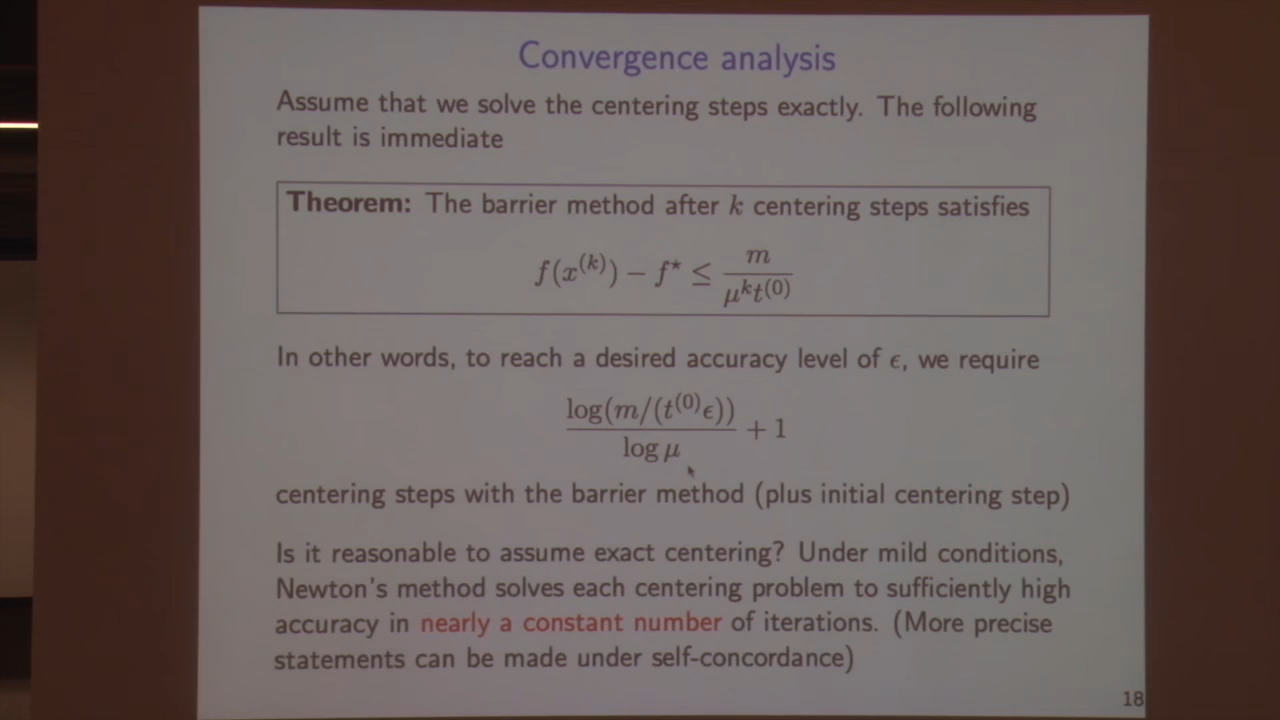 Convergence analysis
Assume that we solve the centering steps exactly. The following
result is immediate
Theorem: The barrier method after k centering steps satisfies
f(x^{(k)}) − f^⋆ ≤ \frac{m}{μ^k t^{(0)}}
In other words, to reach a desired accuracy level of ϵ, we require
\frac{log(m/(t^{(0)}ϵ))}{log μ} + 1
centering steps with the barrier method (plus initial centering step)
Is it reasonable to assume exact centering? Under mild conditions,
Newton's method solves each centering problem to sufficiently high
accuracy in nearly a constant number of iterations. (More precise
statements can be made under self-concordance)
18